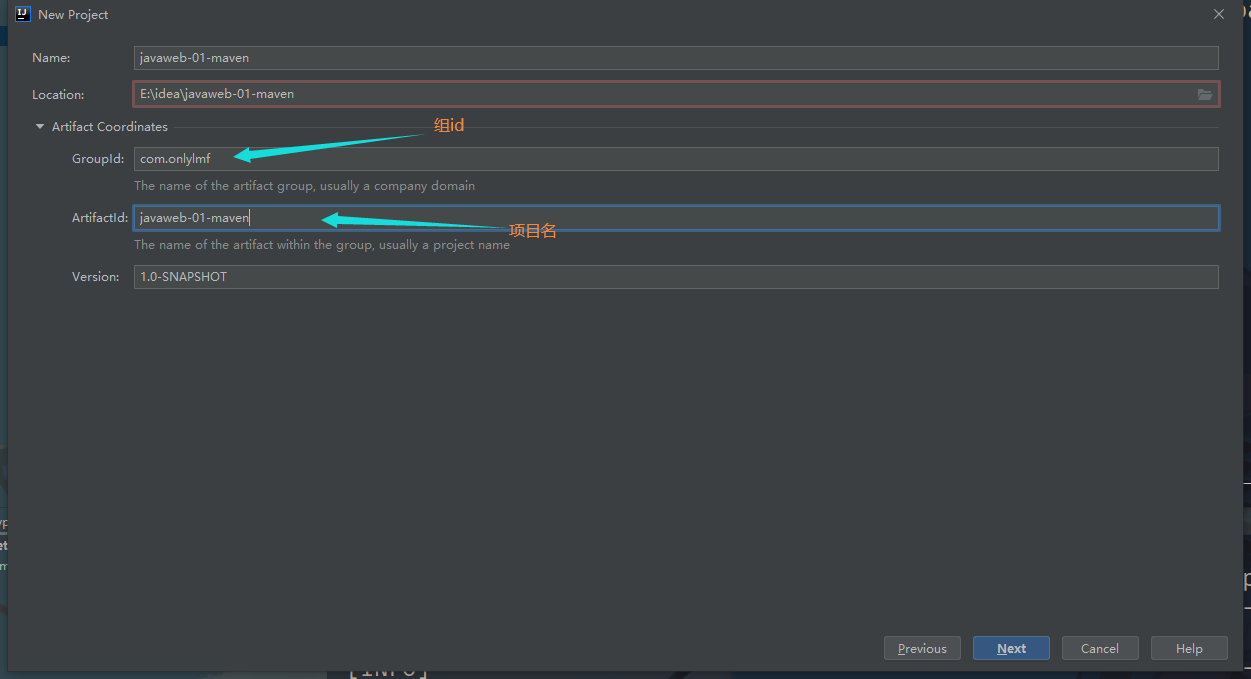 New Project
Name: javaweb-01-maven
Location: E:\idea\javaweb-01-maven
Artifact Coordinates
组id
GroupId: com.onlylmf
The name of the artifact group, usually a company domain
ArtifactId: javaweb-01-maven
项目名
The name of the artifact within the group, usually a project name
Version: 1.0-SNAPSHOT
Previous Next Cancel Help